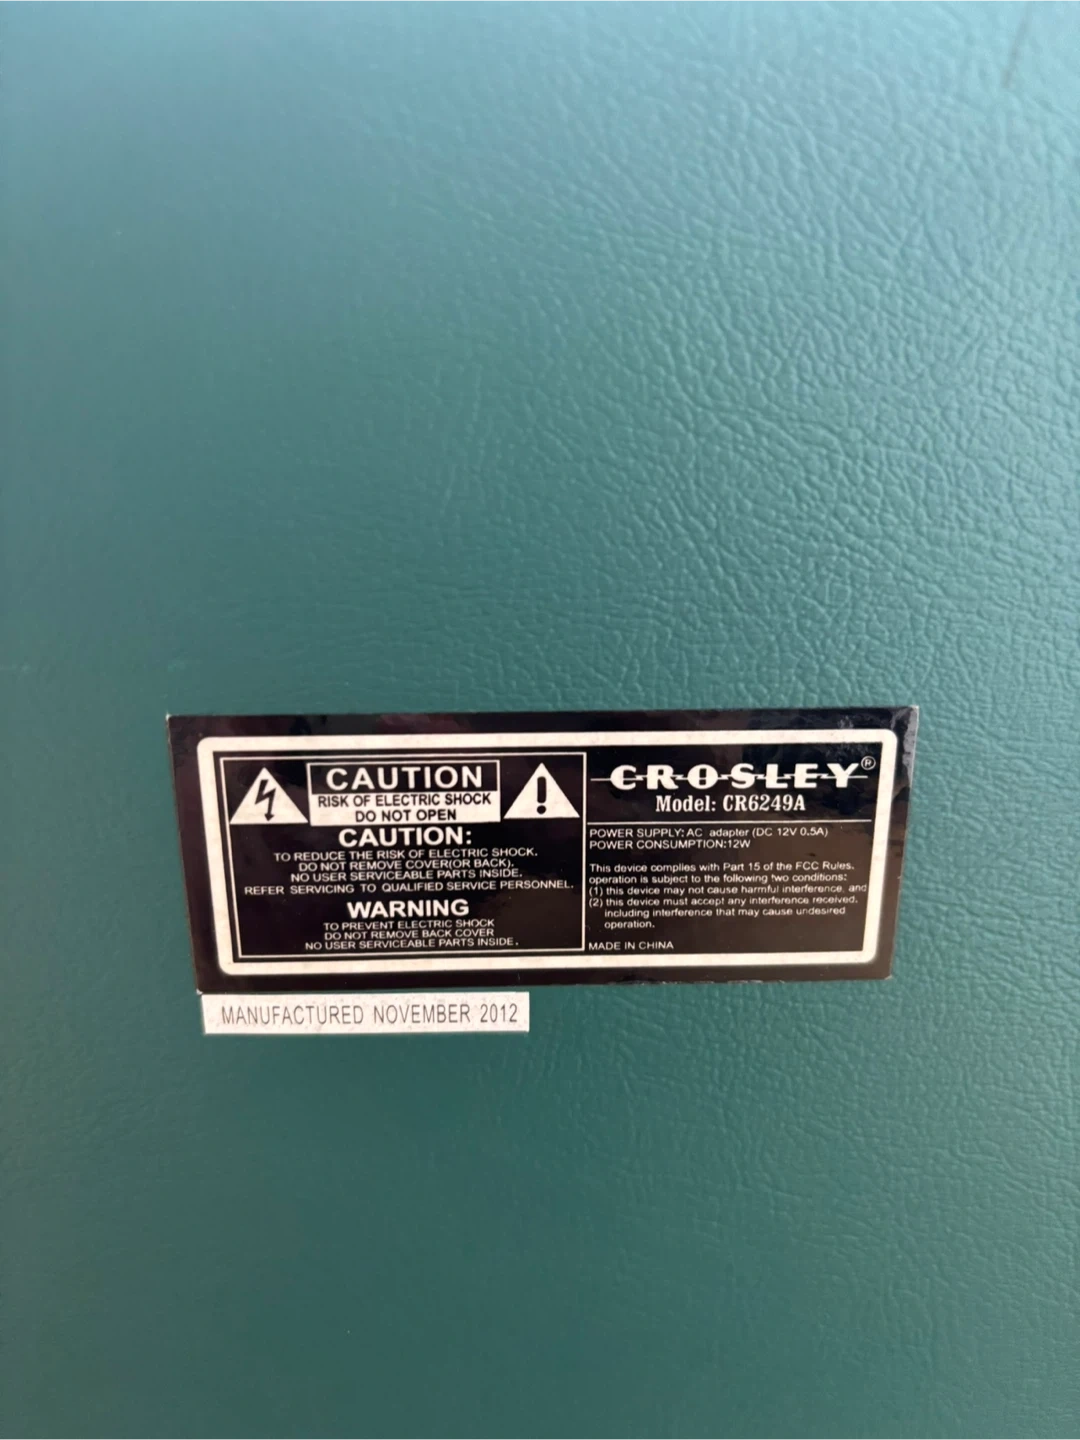 CAUTION
RISK OF ELECTRIC SHOCK
DO NOT OPEN
CAUTION:
TO REDUCE THE RISK OF ELECTRIC SHOCK.
DO NOT REMOVE COVER(OR BACK).
NO USER SERVICEABLE PARTS INSIDE.
REFER SERVICING TO QUALIFIED SERVICE PERSONNEL.
WARNING
TO PREVENT ELECTRIC SHOCK
DO NOT REMOVE BACK COVER
NO USER SERVICEABLE PARTS INSIDE.
CROSLEY®
Model: CR6249A
POWER SUPPLY: AC adapter (DC 12V 0.5A)
POWER CONSUMPTION:12W
This device complies with Part 15 of the FCC Rules.
operation is subject to the following two conditions:
(1) this device may not cause harmful interference, and
(2) this device must accept any interference received,
including interference that may cause undesired
operation.
MADE IN CHINA
MANUFACTURED NOVEMBER 2012